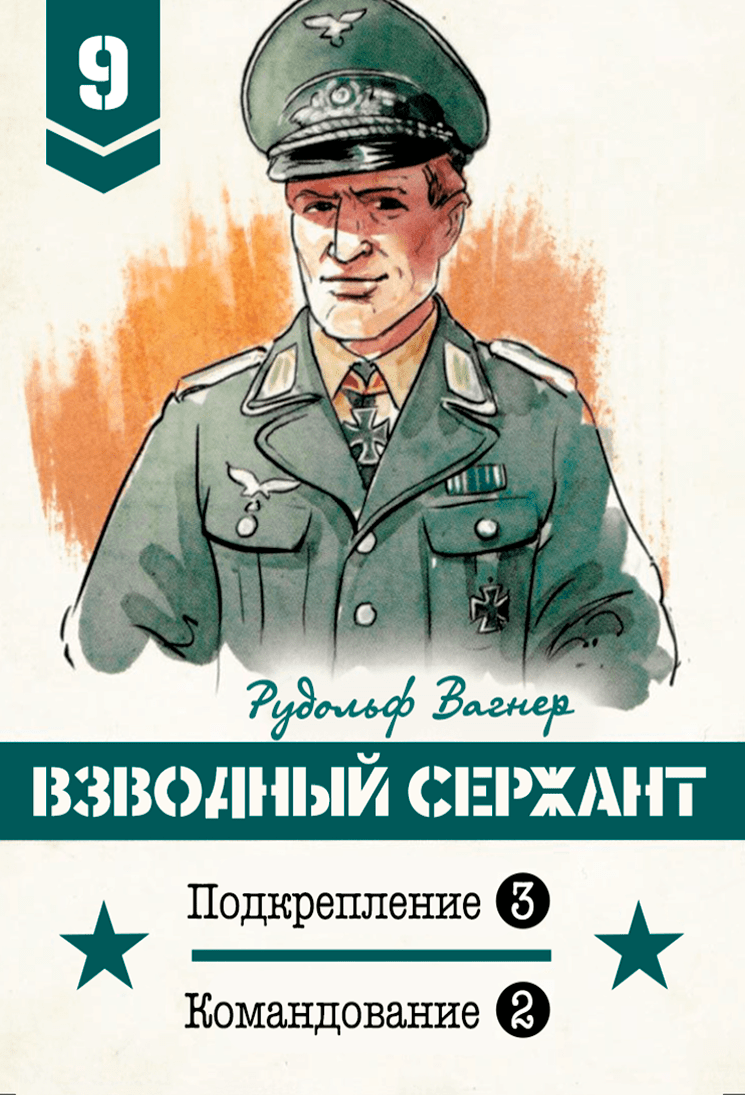 9
Рудольф Вагнер
ВЗВОДНЫЙ СЕРЖАНТ
Подкрепление 3
Командование 2